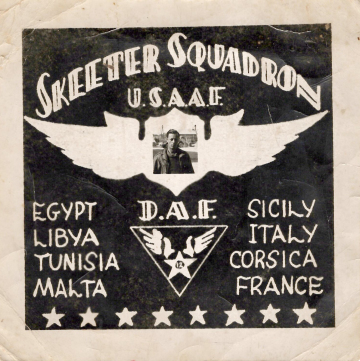 SKEETER SQUADRON
U.S.A.A.F.
D.A.F.
EGYPT
LIBYA
TUNISIA
MALTA
SICILY
ITALY
CORSICA
FRANCE